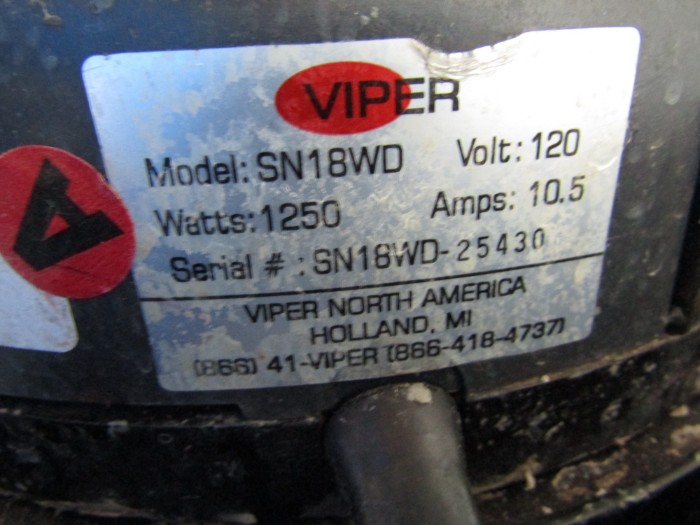 VIPER
Model: SN18WD Volt: 120
Watts: 1250 Amps: 10.5
Serial # : SN18WD-25430
VIPER NORTH AMERICA
HOLLAND, MI
(866) 41-VIPER (866-418-4737)
A